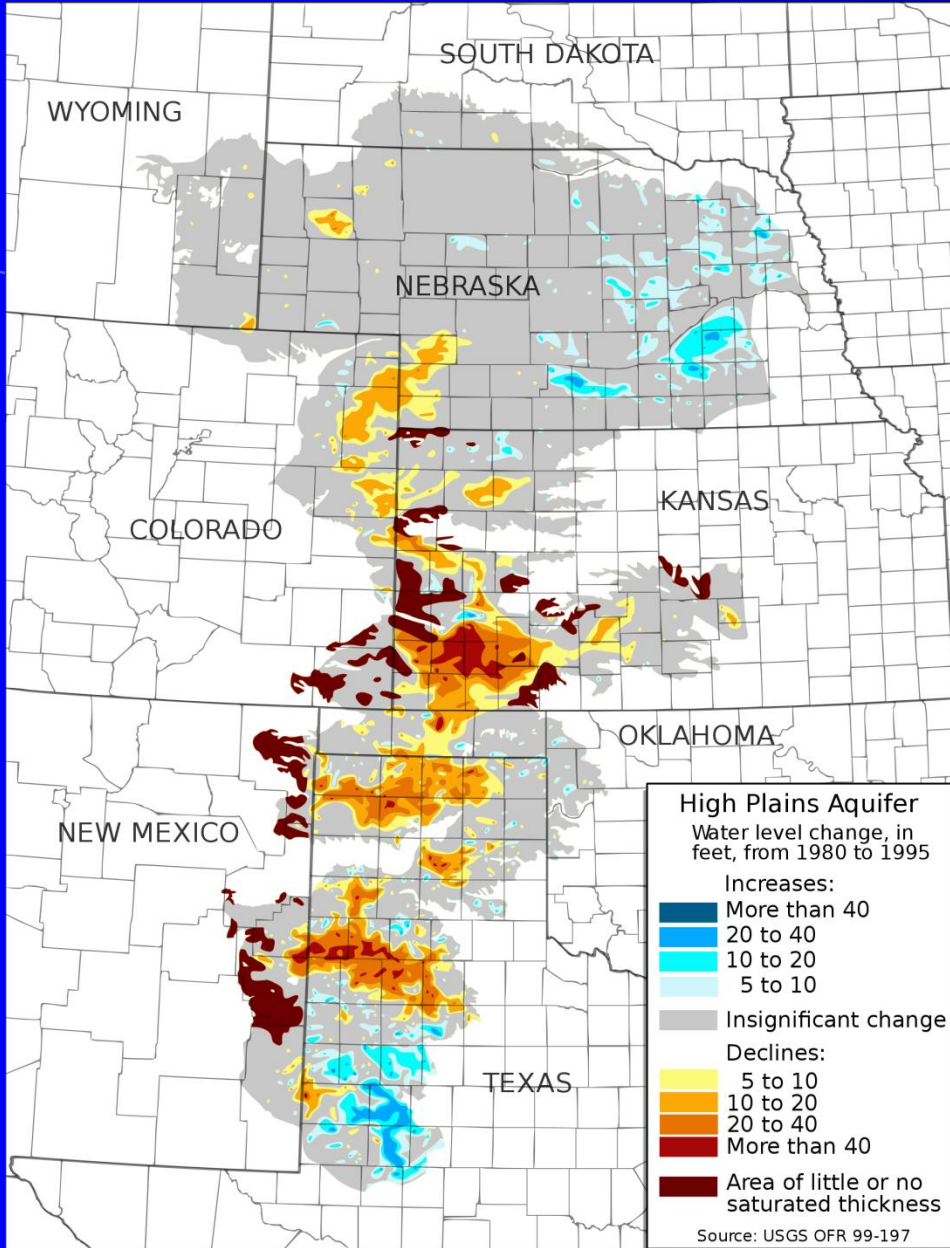 SOUTH DAKOTA
WYOMING
NEBRASKA
KANSAS
COLORADO
OKLAHOMA
NEW MEXICO
TEXAS
High Plains Aquifer
Water level change, in
feet, from 1980 to 1995
Increases:
More than 40
20 to 40
10 to 20
5 to 10
Insignificant change
Declines:
5 to 10
10 to 20
20 to 40
More than 40
Area of little or no
saturated thickness
Source: USGS OFR 99-197